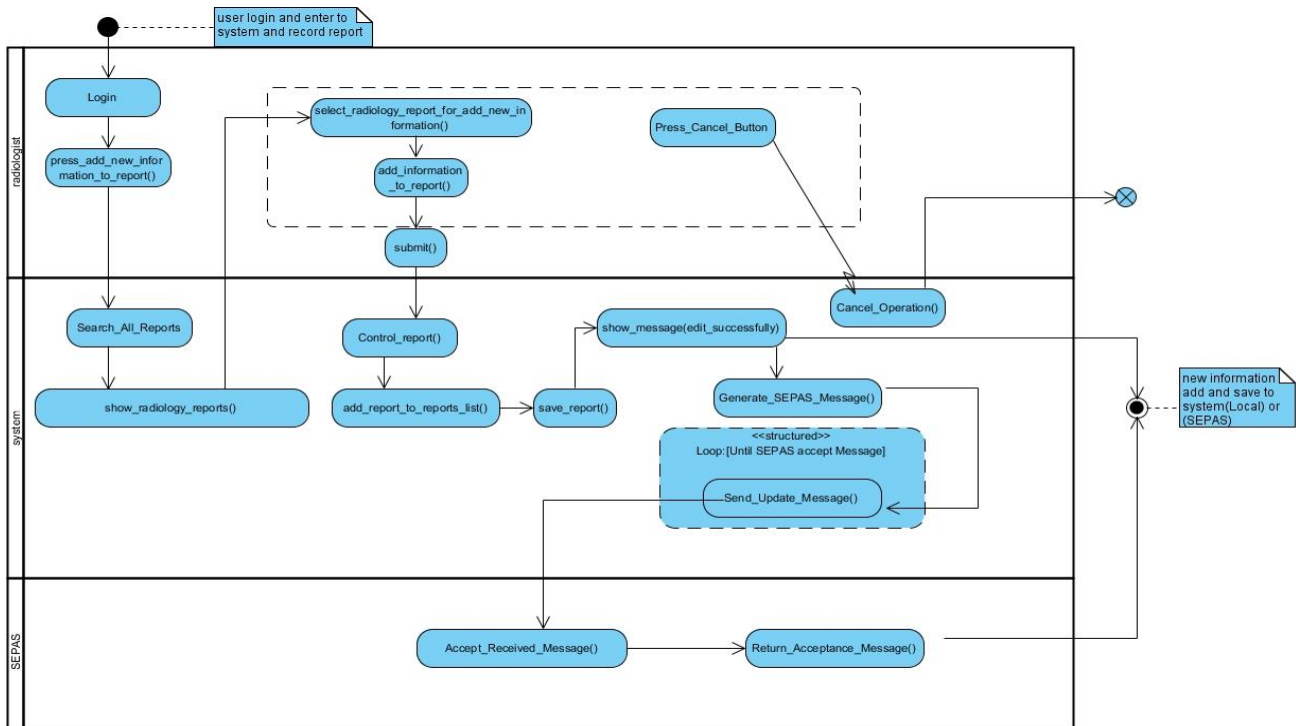 user login and enter to
system and record report
radiologist
Login
press_add_new_infor
mation_to_report()
select_radiology_report_for_add_new_in
formation()
add_information
_to_report()
submit()
Press_Cancel_Button
system
Search_All_Reports
show_radiology_reports()
Control_report()
add_report_to_reports_list()
save_report()
show_message(edit_successfully)
Cancel_Operation()
Generate_SEPAS_Message()
<<structured>>
Loop:[Until SEPAS accept Message]
Send_Update_Message()
new information
add and save to
system(Local) or
(SEPAS)
SEPAS
Accept_Received_Message()
Return_Acceptance_Message()